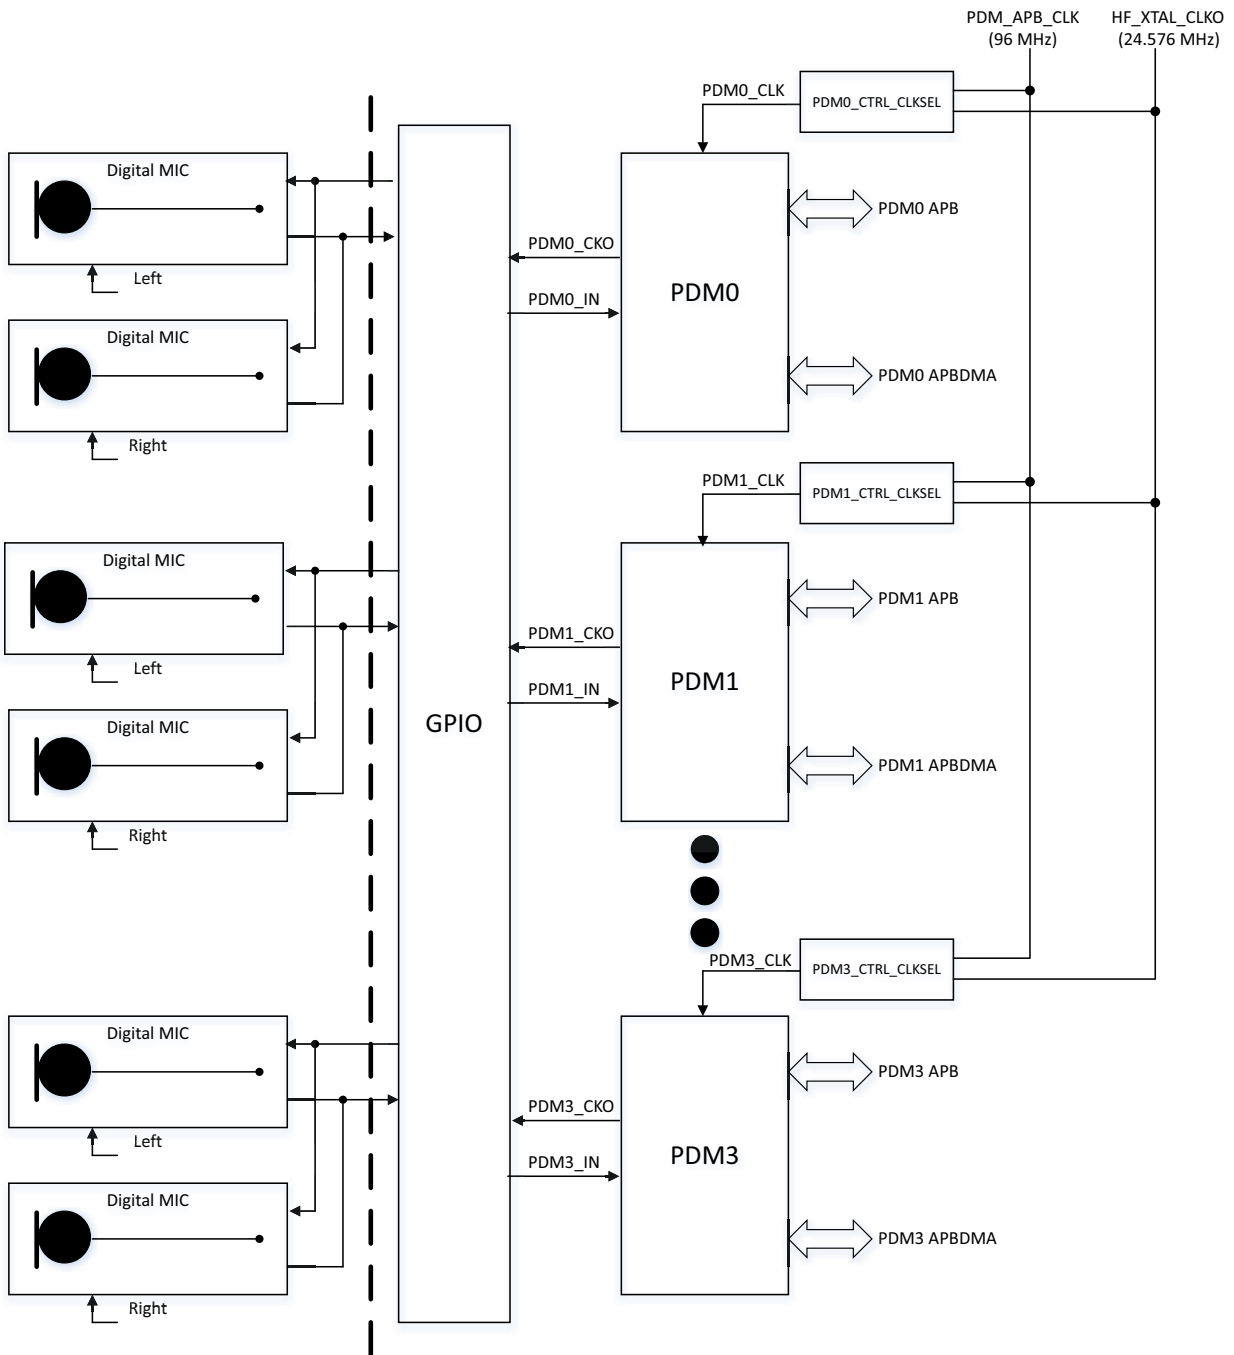 PDM_APB_CLK
(96 MHz)
HF_XTAL_CLKO
(24.576 MHz)
PDM0_CLK
PDM0_CTRL_CLKSEL
Digital MIC
Left
Digital MIC
Right
PDM0_CKO
PDM0_IN
PDM0
PDM0 APB
PDM0 APBDMA
PDM1_CLK
PDM1_CTRL_CLKSEL
Digital MIC
Left
Digital MIC
Right
GPIO
PDM1_CKO
PDM1_IN
PDM1
PDM1 APB
PDM1 APBDMA
PDM3_CLK
PDM3_CTRL_CLKSEL
Digital MIC
Left
Digital MIC
Right
PDM3_CKO
PDM3_IN
PDM3
PDM3 APB
PDM3 APBDMA